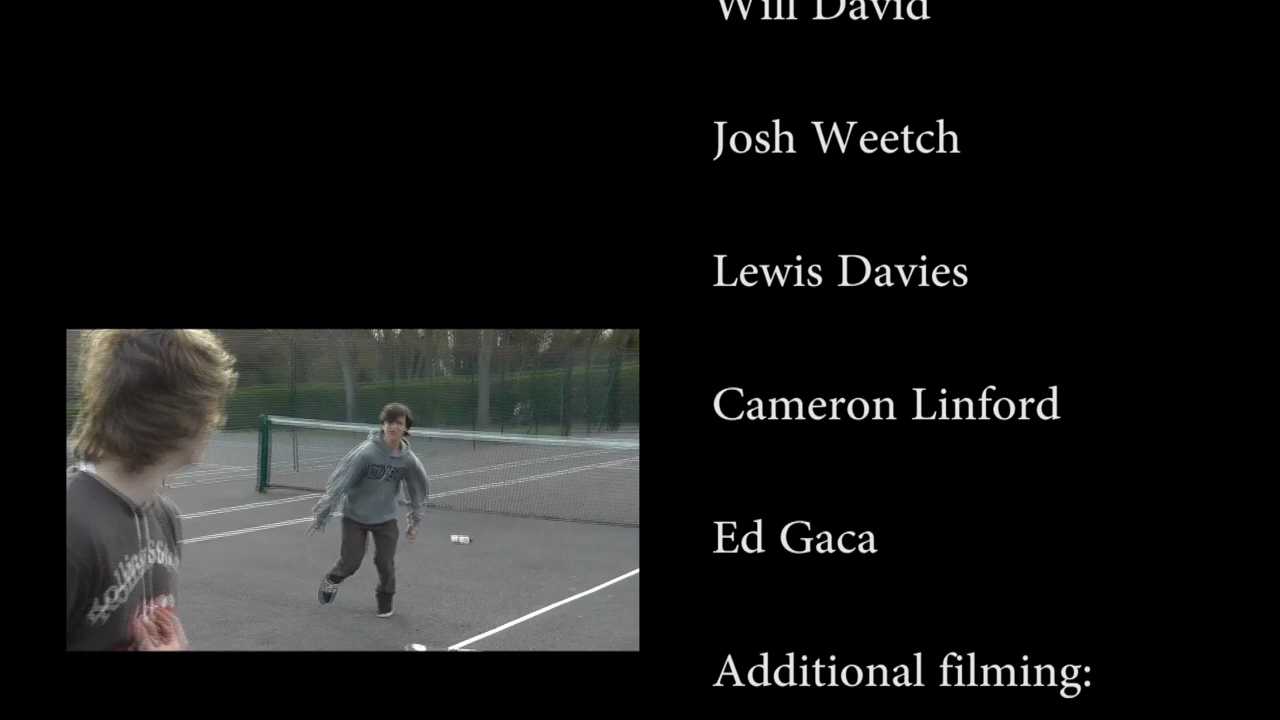 Will David
Josh Weetch
Lewis Davies
Cameron Linford
Ed Gaca
Additional filming: